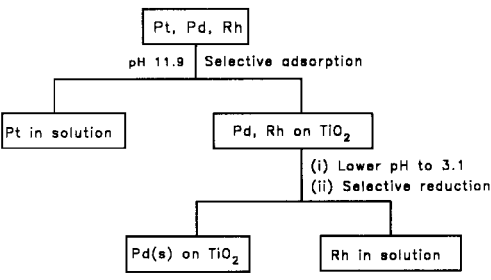 Pt, Pd, Rh
pH 11.9 Selective adsorption
Pt in solution
Pd, Rh on TiO₂
(i) Lower pH to 3.1
(ii) Selective reduction
Pd(s) on TiO₂
Rh in solution